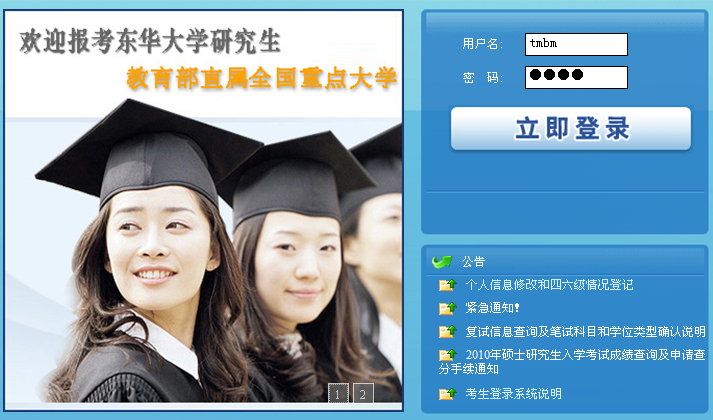 欢迎报考东华大学研究生
教育部直属全国重点大学
用户名:
tmbm
密 码:
●●●●
立即登录
公告
个人信息修改和四六级情况登记
紧急通知!
复试信息查询及笔试科目和学位类型确认说明
2010年硕士研究生入学考试成绩查询及申请查
分手续通知
考生登录系统说明
1 2